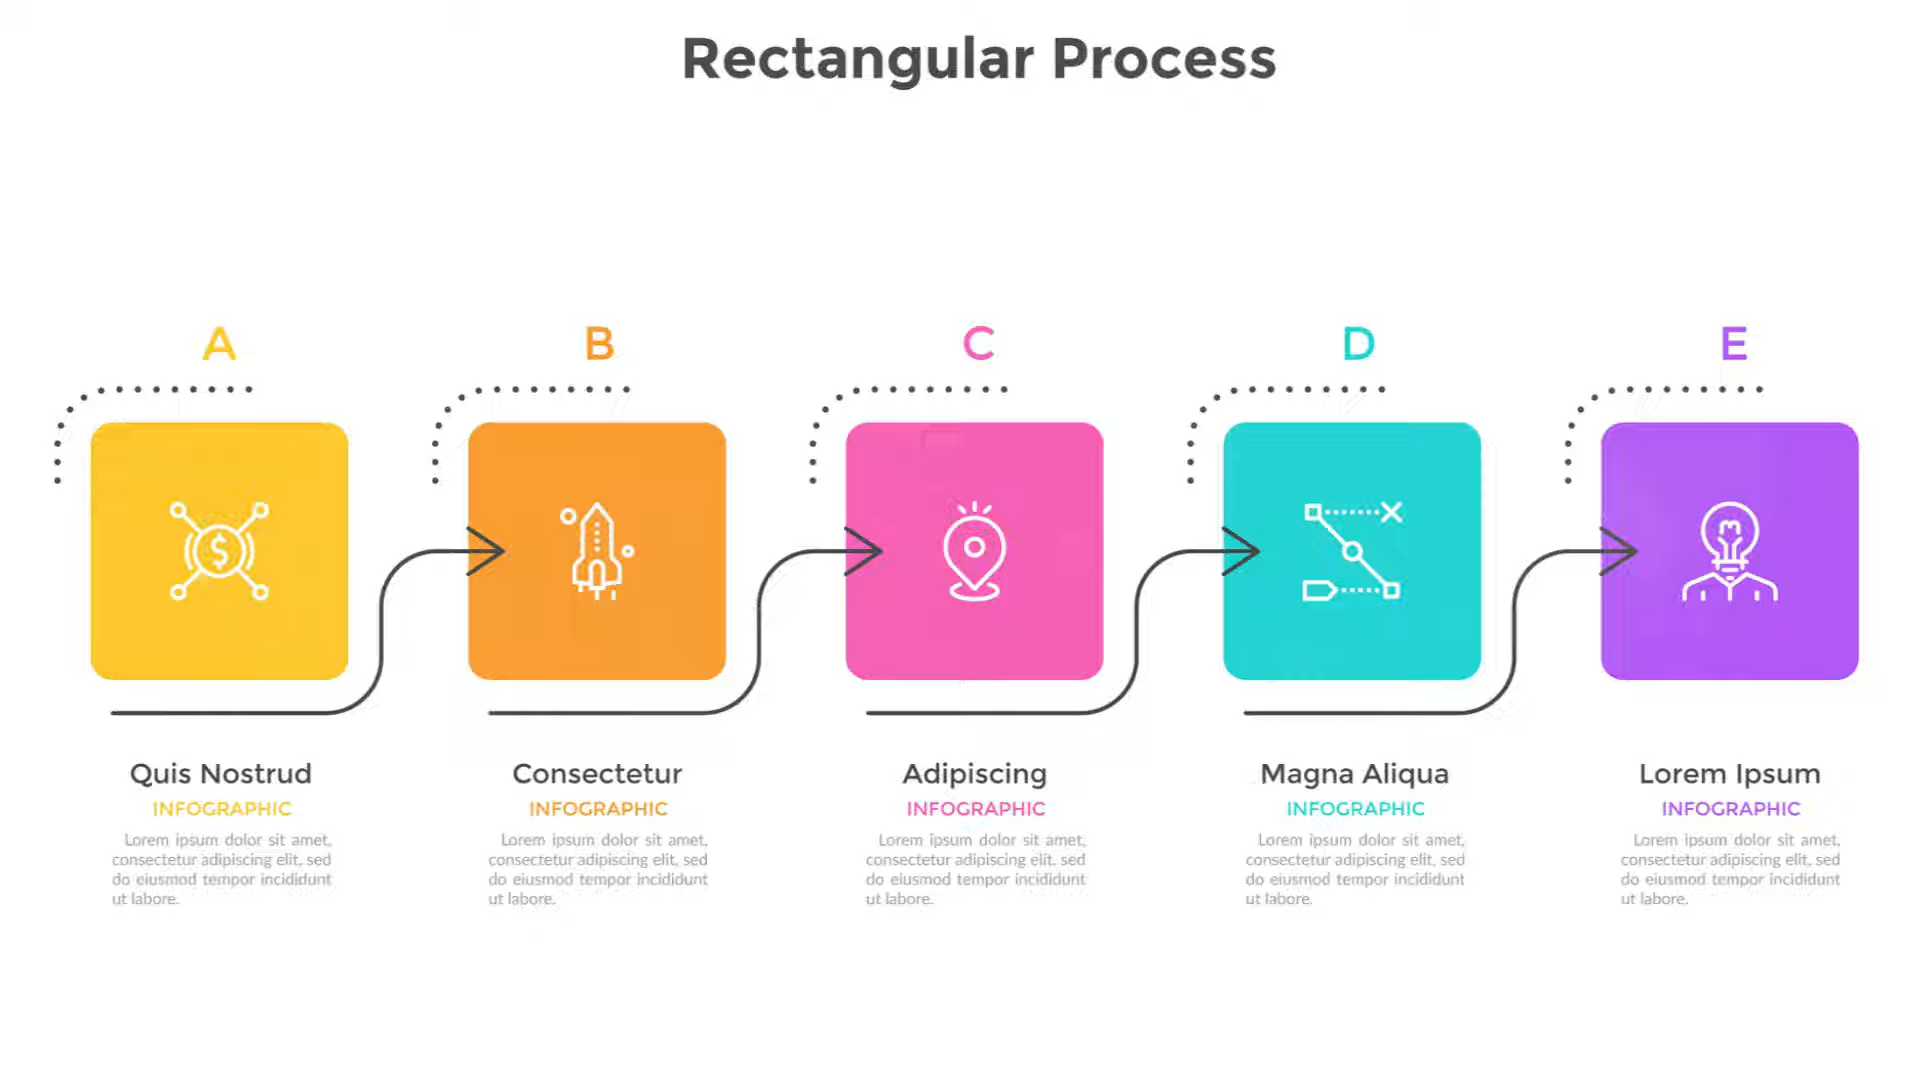 Rectangular Process
A
B
C
D
E
$
Quis Nostrud
INFOGRAPHIC
Lorem ipsum dolor sit amet,
consectetur adipiscing elit, sed
do eiusmod tempor incididunt
ut labore.
Consectetur
INFOGRAPHIC
Lorem ipsum dolor sit amet,
consectetur adipiscing elit, sed
do eiusmod tempor incididunt
ut labore.
Adipiscing
INFOGRAPHIC
Lorem ipsum dolor sit amet,
consectetur adipiscing elit, sed
do eiusmod tempor incididunt
ut labore.
Magna Aliqua
INFOGRAPHIC
Lorem ipsum dolor sit amet,
consectetur adipiscing elit, sed
do eiusmod tempor incididunt
ut labore.
Lorem Ipsum
INFOGRAPHIC
Lorem ipsum dolor sit amet,
consectetur adipiscing elit, sed
do eiusmod tempor incididunt
ut labore.